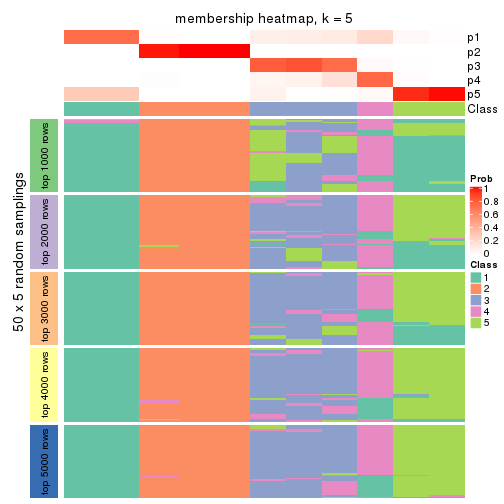 membership heatmap, k = 5
p1
p2
p3
p4
p5
Class
50 x 5 random samplings
top 1000 rows
top 2000 rows
top 3000 rows
top 4000 rows
top 5000 rows
Prob
1
0.8
0.6
0.4
0.2
0
Class
1
2
3
4
5